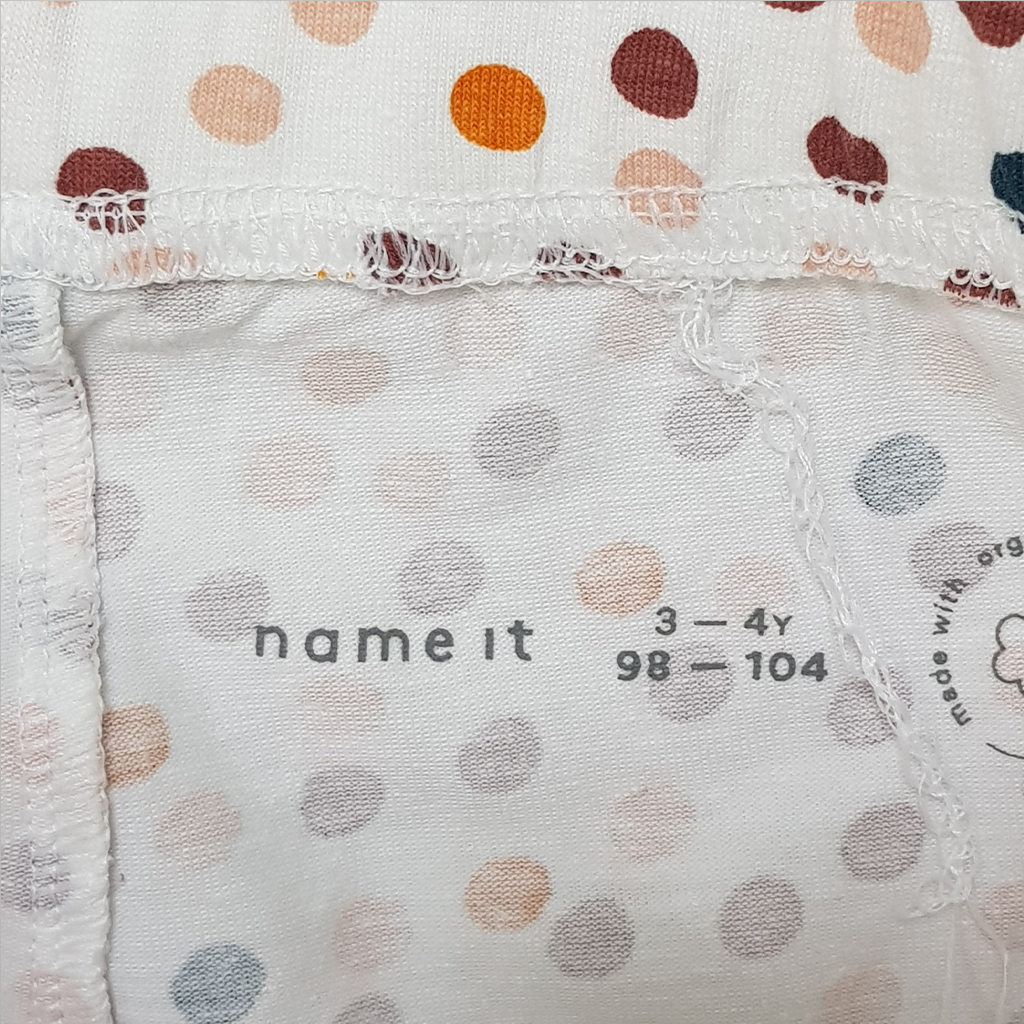 name it
3 — 4Y
98 — 104
made with